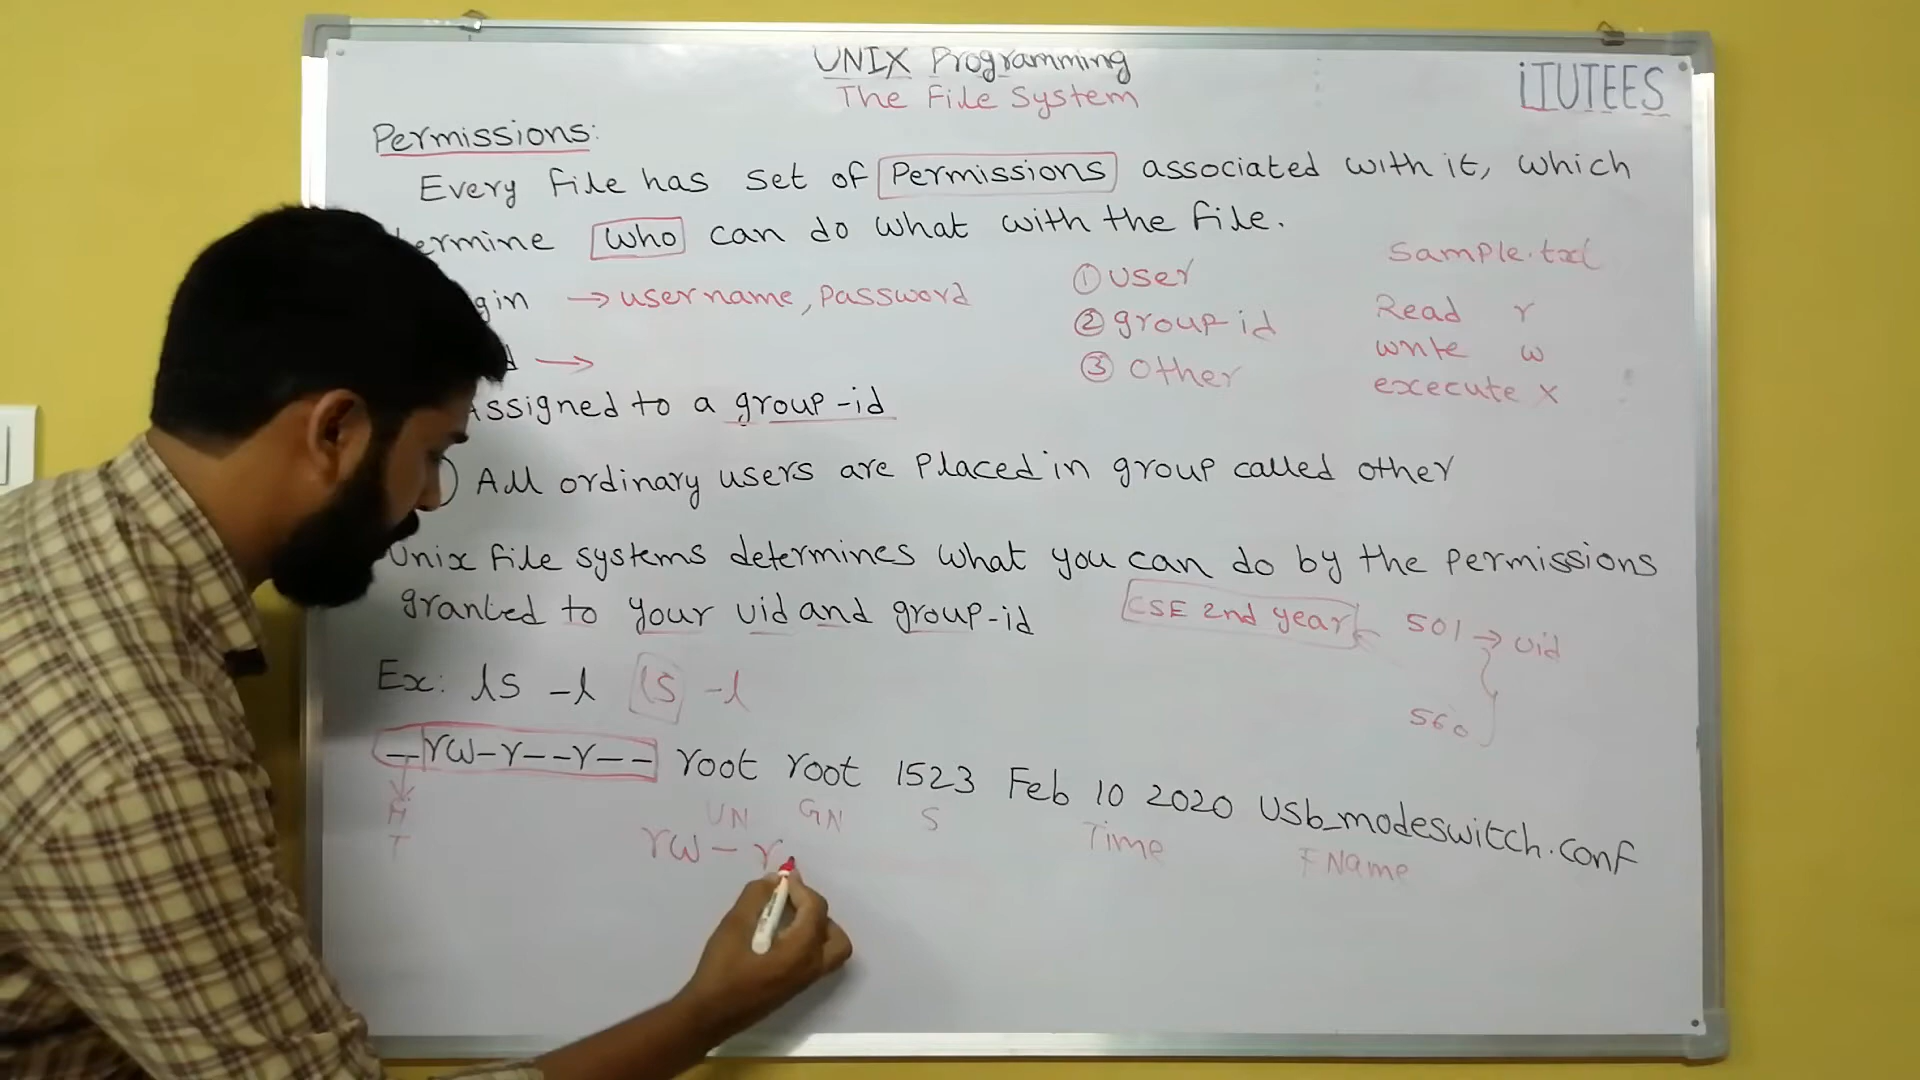 UNIX Programming
The File System
iTUTEES
Permissions:
Every file has set of Permissions associated with it, which
ermine who can do what with the file.
sample.txt
gin → username, password
① user
② group id
③ other
Read r
write w
execute x
d →
Assigned to a group-id
) All ordinary users are placed in group called other
Unix file systems determines what you can do by the permissions
granted to your uid and group-id
CSE 2nd year
501 → uid
560
Ex: ls -l ls -l
-rw-r--r-- root root 1523 Feb 10 2020 usb_modeswitch.conf
T
UN GN S Time FName
rw-r